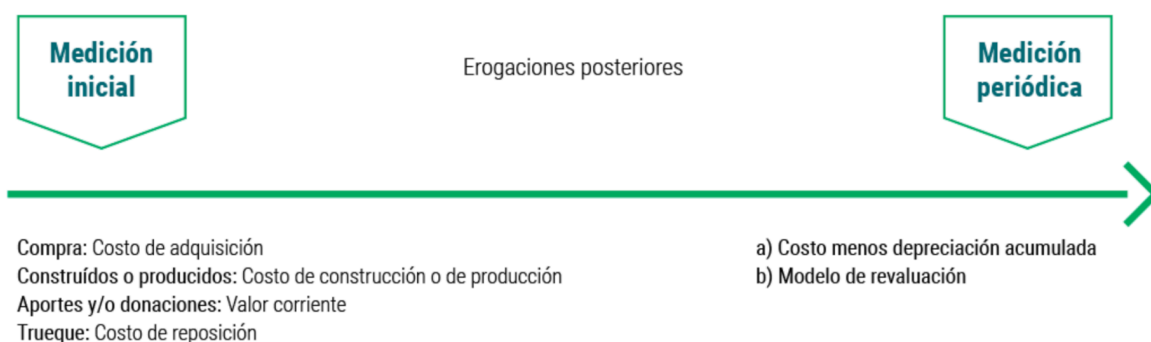 Medición
inicial
Erogaciones posteriores
Medición
periódica
Compra: Costo de adquisición
Construídos o producidos: Costo de construcción o de producción
Aportes y/o donaciones: Valor corriente
Trueque: Costo de reposición
a) Costo menos depreciación acumulada
b) Modelo de revaluación